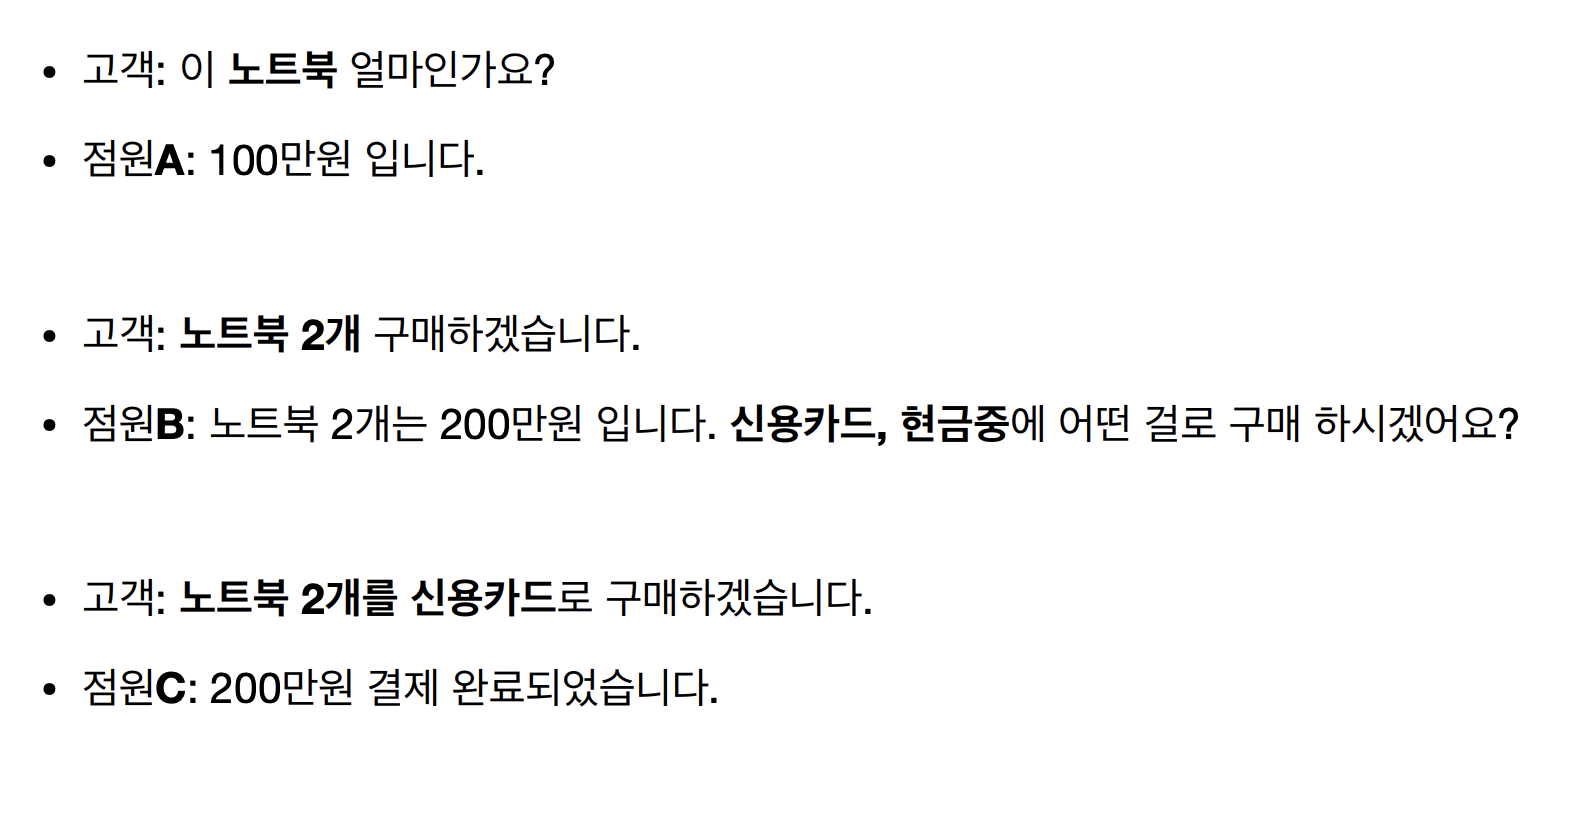 • 고객: 이 노트북 얼마인가요?
• 점원A: 100만원 입니다.
• 고객: 노트북 2개 구매하겠습니다.
• 점원B: 노트북 2개는 200만원 입니다. 신용카드, 현금중에 어떤 걸로 구매 하시겠어요?
• 고객: 노트북 2개를 신용카드로 구매하겠습니다.
• 점원C: 200만원 결제 완료되었습니다.